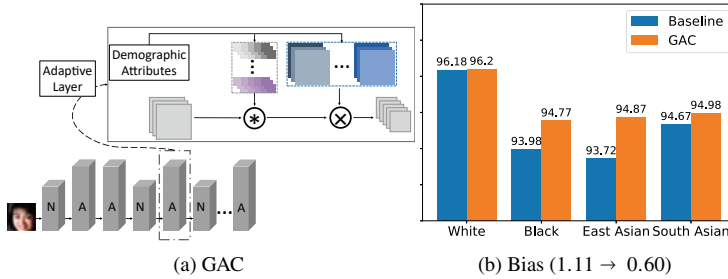 Demographic
Attributes
Adaptive
Layer
N
A
A
N
A
N
A
(a) GAC
Baseline
GAC
96.18
96.2
93.98
94.77
93.72
94.87
94.67
94.98
White
Black
East Asian
South Asian
(b) Bias (1.11 → 0.60)